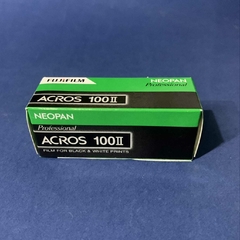 FUJIFILM
NEOPAN
Professional
ACROS 100II
NEOPAN
Professional
ACROS 100II
FILM FOR BLACK & WHITE PRINTS